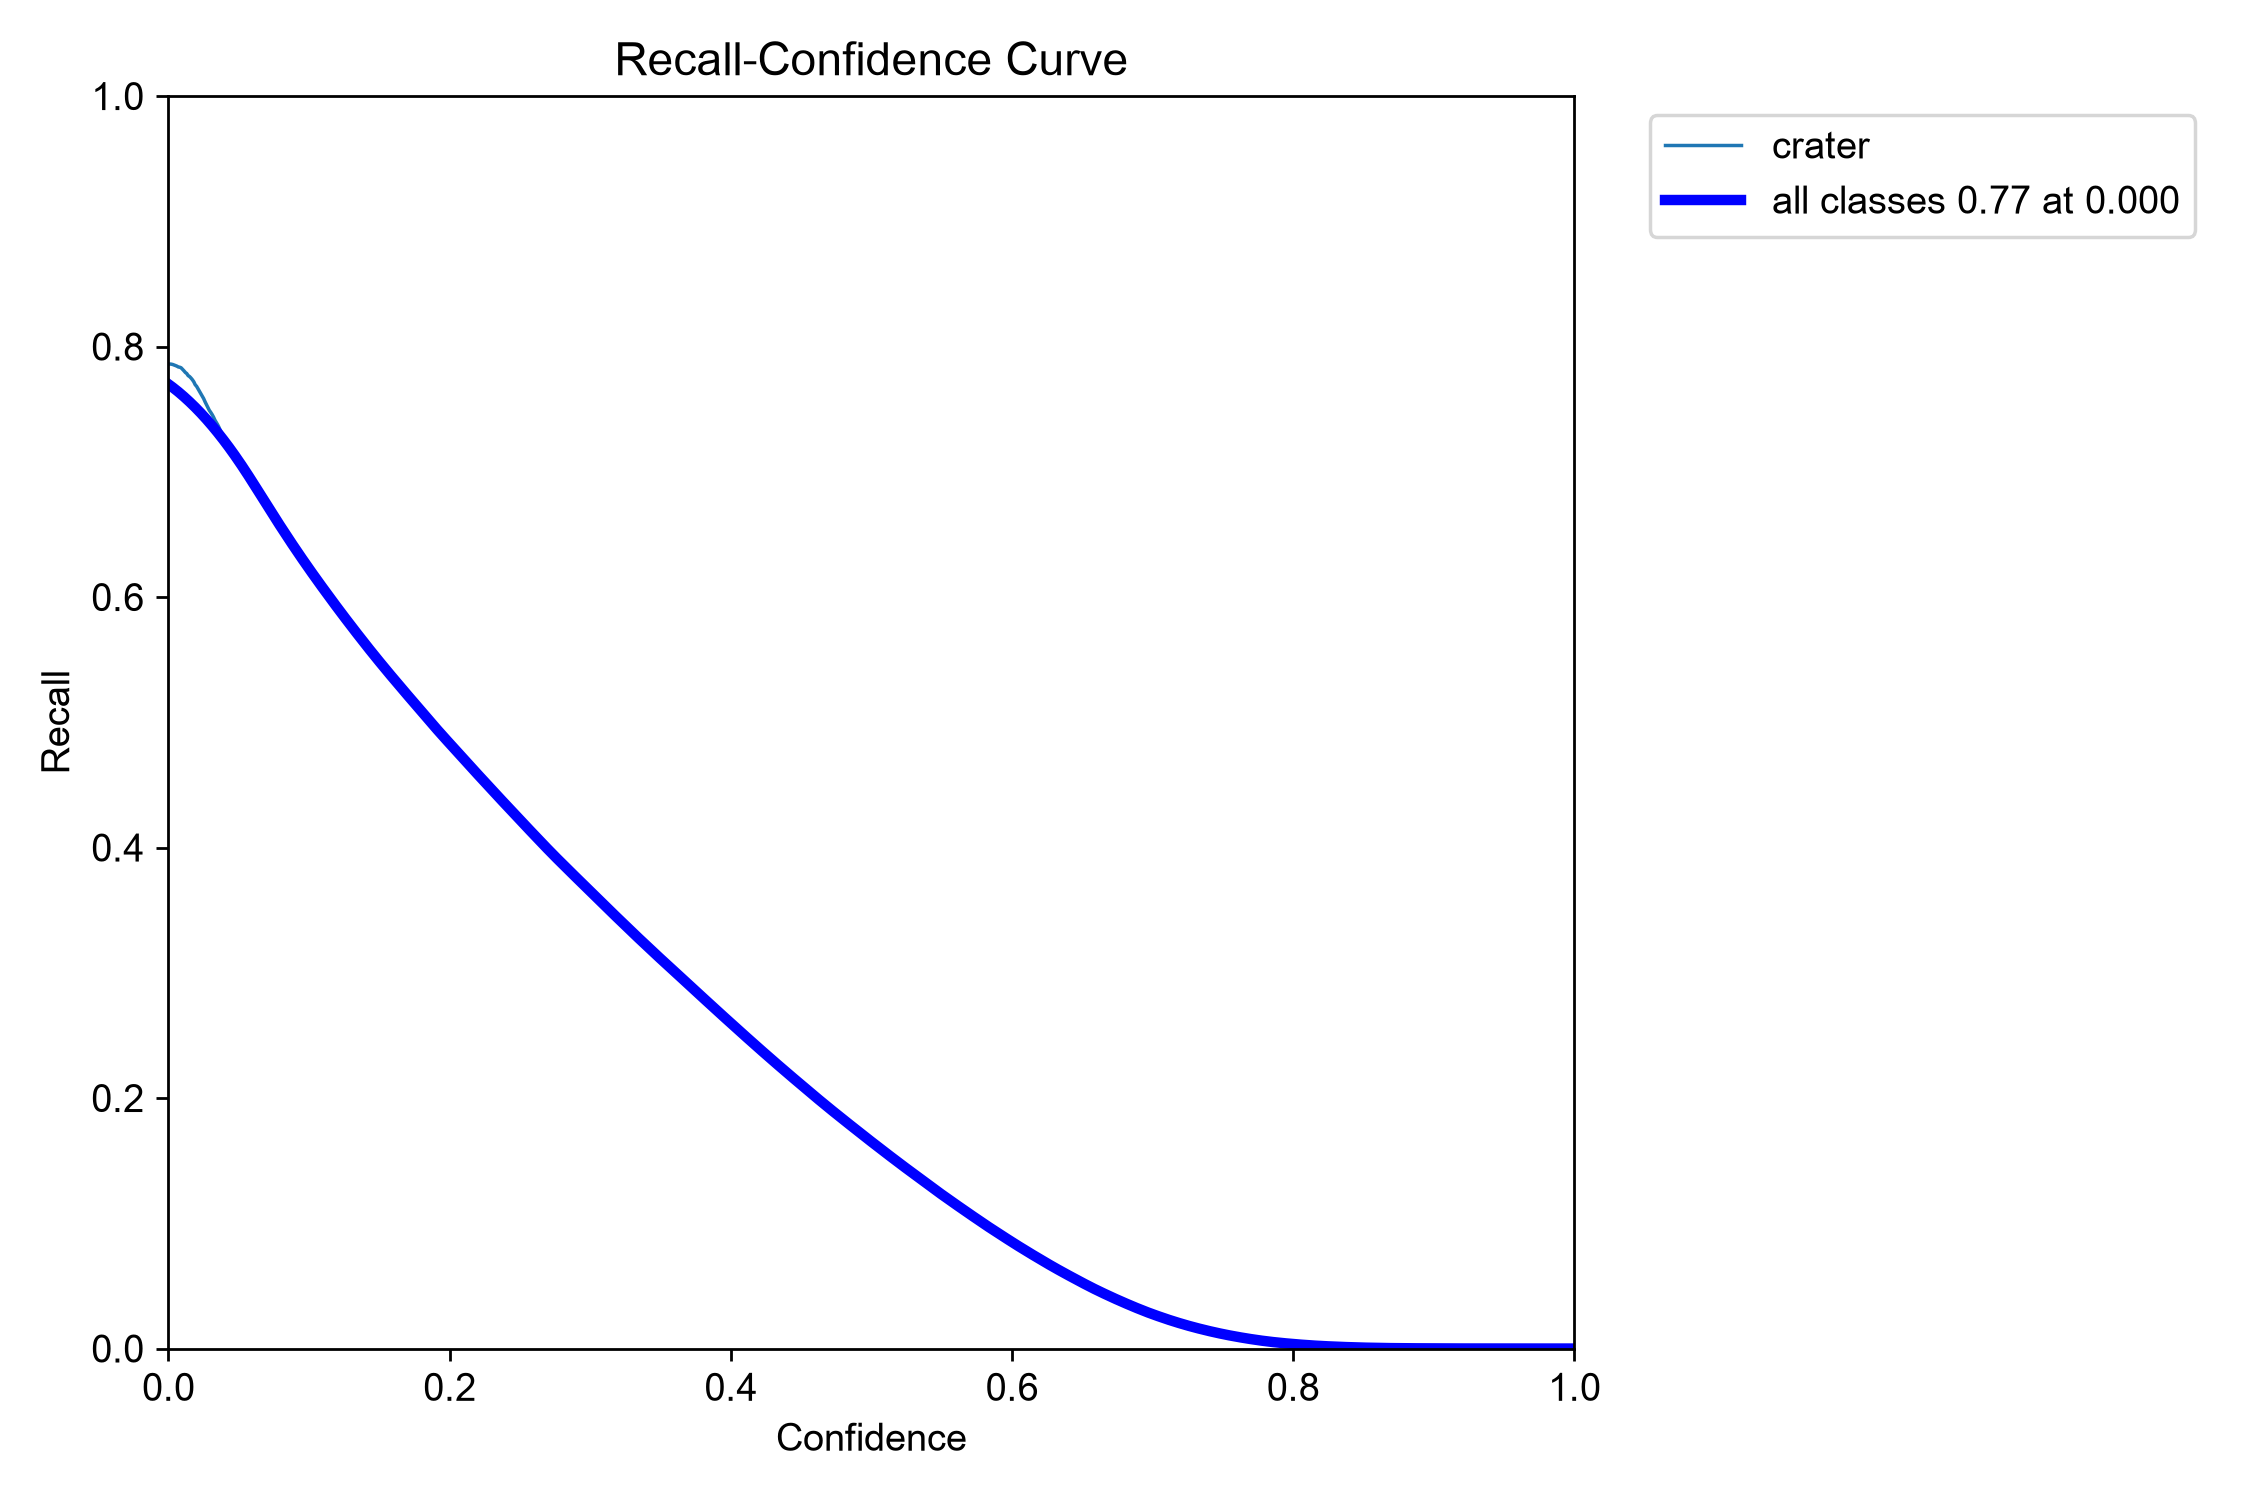 Recall-Confidence Curve
1.0
0.8
0.6
0.4
0.2
0.0
Recall
0.0 0.2 0.4 0.6 0.8 1.0
Confidence
crater
all classes 0.77 at 0.000